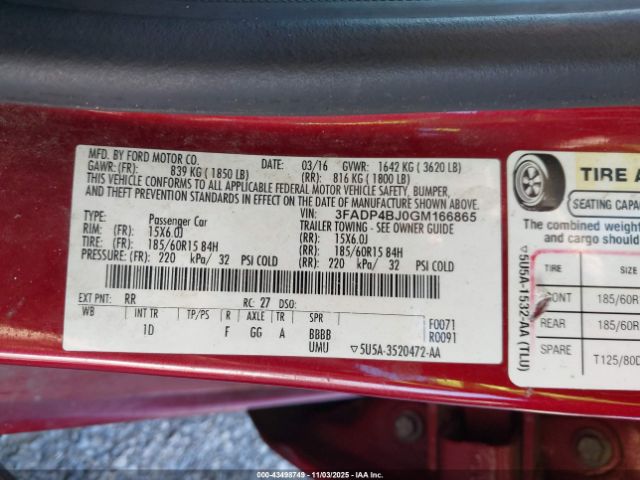 MFD. BY FORD MOTOR CO.
DATE: 03/16 GVWR: 1642 KG ( 3620 LB)
GAWR: (FR): 839 KG ( 1850 LB) (RR): 816 KG ( 1800 LB)
THIS VEHICLE CONFORMS TO ALL APPLICABLE FEDERAL MOTOR VEHICLE SAFETY, BUMPER,
AND THEFT PREVENTION STANDARDS IN EFFECT ON THE DATE OF MANUFACTURE SHOWN ABOVE.
VIN: 3FADP4BJ0GM166865
TYPE: Passenger Car TRAILER TOWING - SEE OWNER GUIDE
RIM: (FR): 15X6.0J (RR): 15X6.0J
TIRE: (FR): 185/60R15 84H (RR): 185/60R15 84H
PRESSURE: (FR): 220 kPa/ 32 PSI COLD (RR): 220 kPa/ 32 PSI COLD
EXT PNT: RR RC: 27 DSO:
WB INT TR TP/PS R AXLE TR SPR
1D F GG A BBBB
UMU
F0071
R0091
▽5U5A-3520472-AA
TIRE A
SEATING CAPACITY
The combined weight
and cargo should
TIRE SIZE
FRONT 185/60R
REAR 185/60R
SPARE T125/80D
▽5U5A-1532-AA (TLU)
IAA 43498749 - 11/03/2025 - IAAI.com